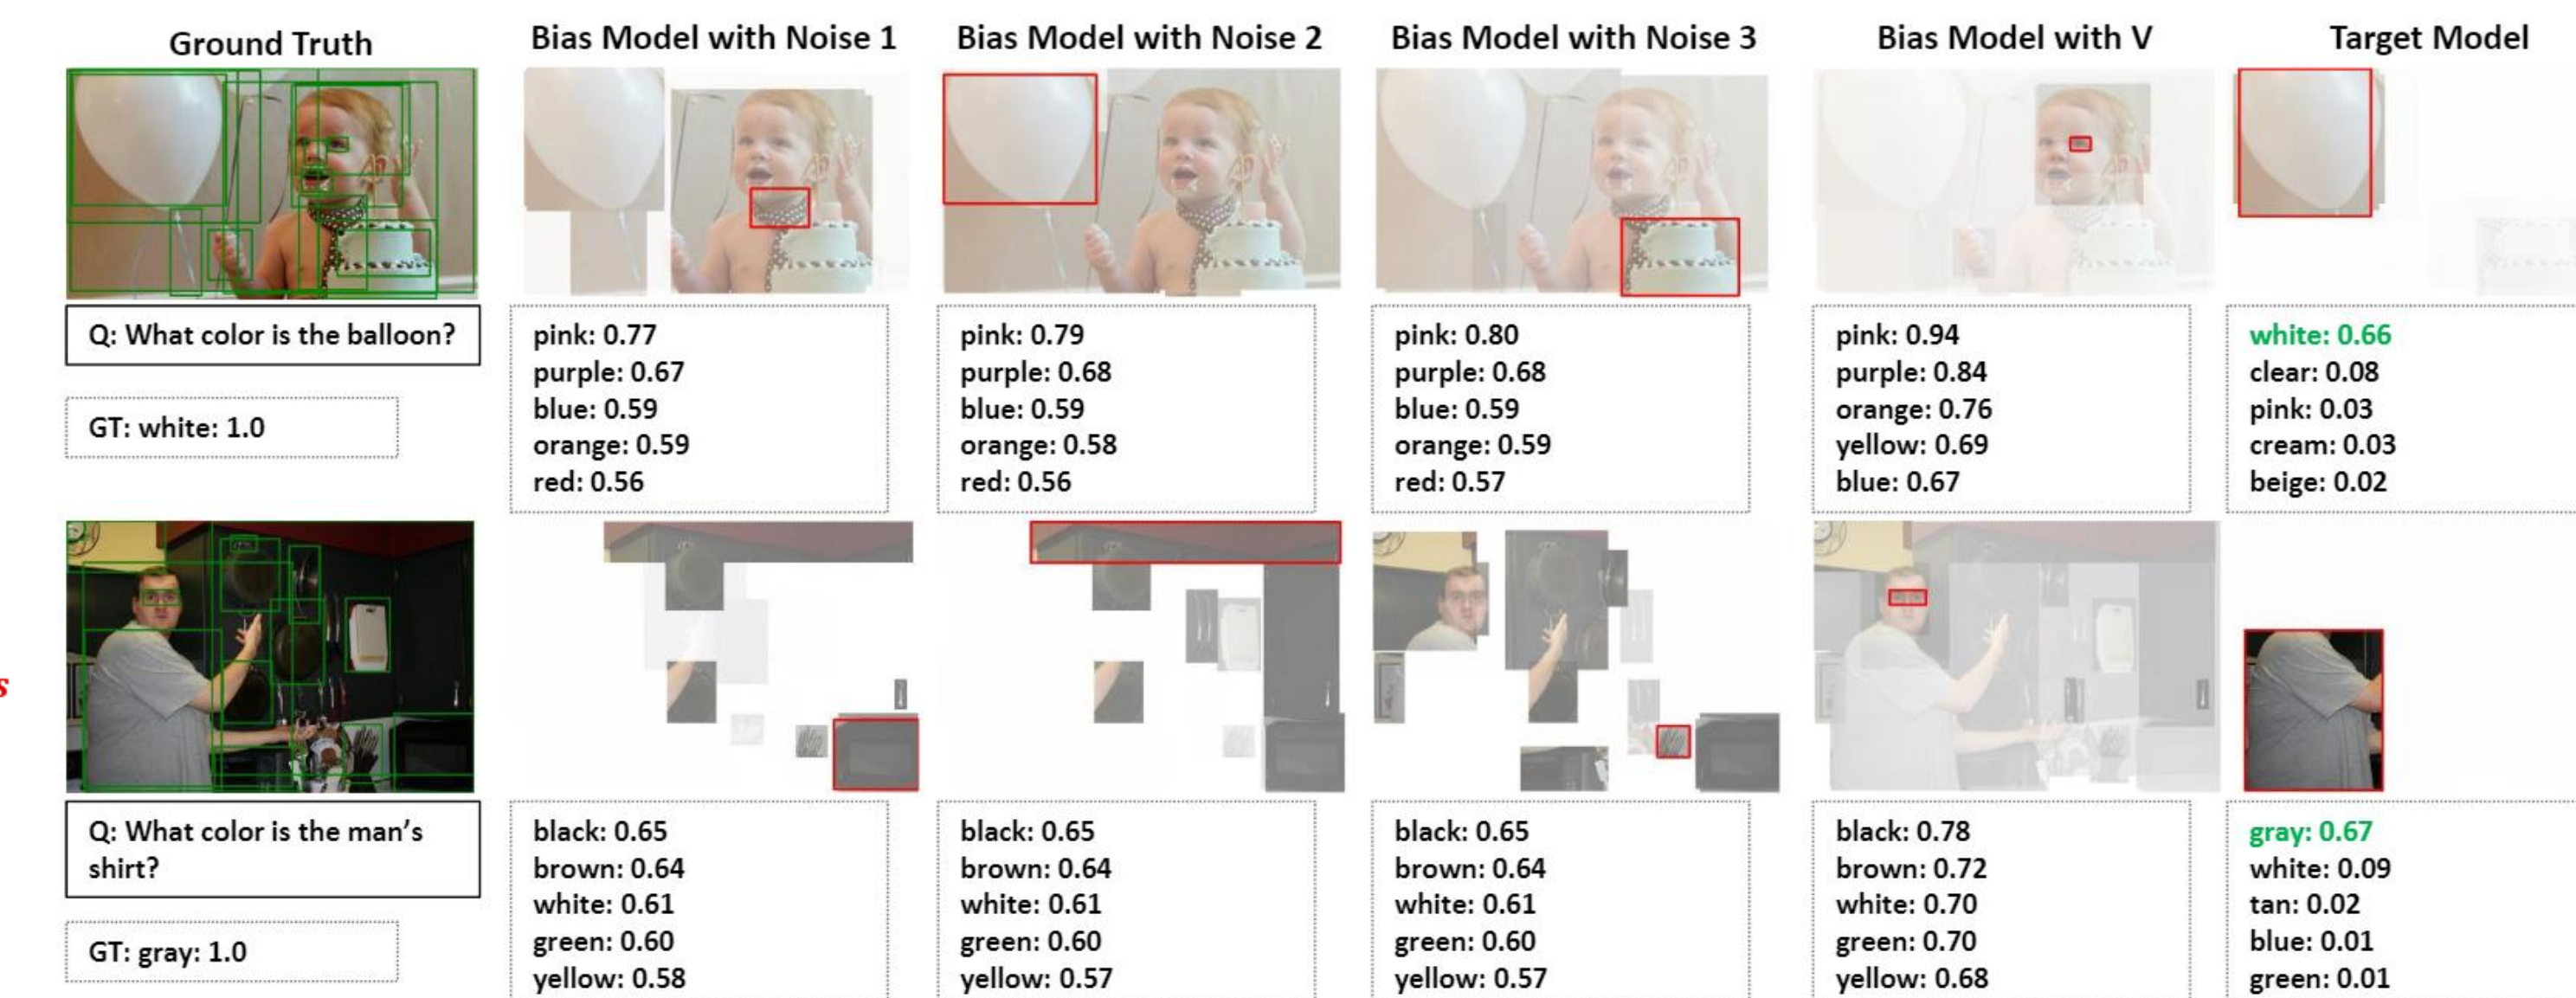 Ground Truth
Bias Model with Noise 1
Bias Model with Noise 2
Bias Model with Noise 3
Bias Model with V
Target Model
Q: What color is the balloon?
GT: white: 1.0
pink: 0.77
purple: 0.67
blue: 0.59
orange: 0.59
red: 0.56
pink: 0.79
purple: 0.68
blue: 0.59
orange: 0.58
red: 0.56
pink: 0.80
purple: 0.68
blue: 0.59
orange: 0.59
red: 0.57
pink: 0.94
purple: 0.84
orange: 0.76
yellow: 0.69
blue: 0.67
white: 0.66
clear: 0.08
pink: 0.03
cream: 0.03
beige: 0.02
s
Q: What color is the man's
shirt?
GT: gray: 1.0
black: 0.65
brown: 0.64
white: 0.61
green: 0.60
yellow: 0.58
black: 0.65
brown: 0.64
white: 0.61
green: 0.60
yellow: 0.57
black: 0.65
brown: 0.64
white: 0.61
green: 0.60
yellow: 0.57
black: 0.78
brown: 0.72
white: 0.70
green: 0.70
yellow: 0.68
gray: 0.67
white: 0.09
tan: 0.02
blue: 0.01
green: 0.01